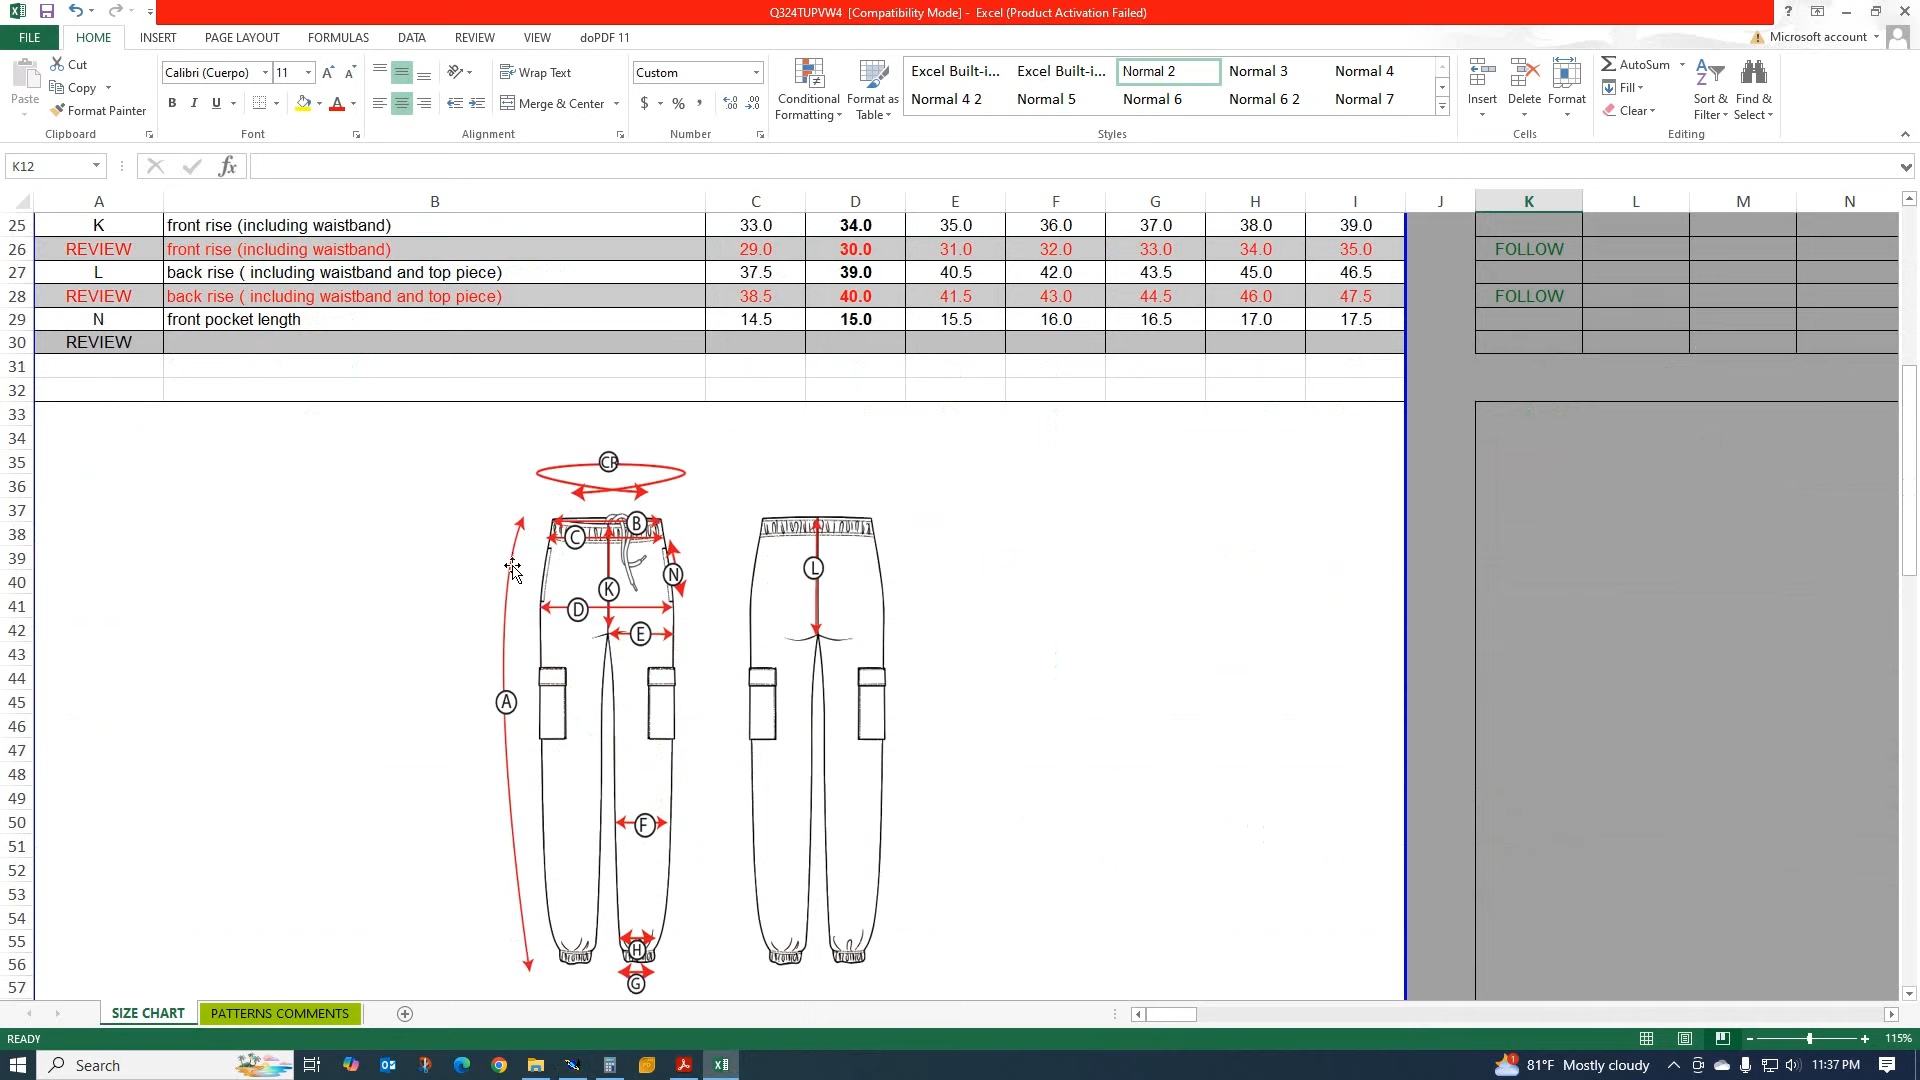 Q324TUPVW4 [Compatibility Mode] - Excel (Product Activation Failed)
FILE HOME INSERT PAGE LAYOUT FORMULAS DATA REVIEW VIEW doPDF 11 Microsoft account
Paste
Cut
Copy
Format Painter
Clipboard
Calibri (Cuerpo) 11
B I U
Font
Wrap Text
Merge & Center
Alignment
Custom
$ % ,
Number
Conditional Formatting
Format as Table
Excel Built-i... Excel Built-i... Normal 2 Normal 3 Normal 4
Normal 4 2 Normal 5 Normal 6 Normal 6 2 Normal 7
Styles
Insert Delete Format
Cells
AutoSum
Fill
Clear
Sort & Filter
Find & Select
Editing
K12 fx
A B C D E F G H I J K L M N
25 K front rise (including waistband) 33.0 34.0 35.0 36.0 37.0 38.0 39.0
26 REVIEW front rise (including waistband) 29.0 30.0 31.0 32.0 33.0 34.0 35.0 FOLLOW
27 L back rise ( including waistband and top piece) 37.5 39.0 40.5 42.0 43.5 45.0 46.5
28 REVIEW back rise ( including waistband and top piece) 38.5 40.0 41.5 43.0 44.5 46.0 47.5 FOLLOW
29 N front pocket length 14.5 15.0 15.5 16.0 16.5 17.0 17.5
30 REVIEW
31
32
33
34
35
36
37
38
39
40
41
42
43
44
45
46
47
48
49
50
51
52
53
54
55
56
57
B
C
N
L
K
D
E
A
F
H
G
SIZE CHART PATTERNS COMMENTS
READY 115%
Search 81°F Mostly cloudy 11:37 PM